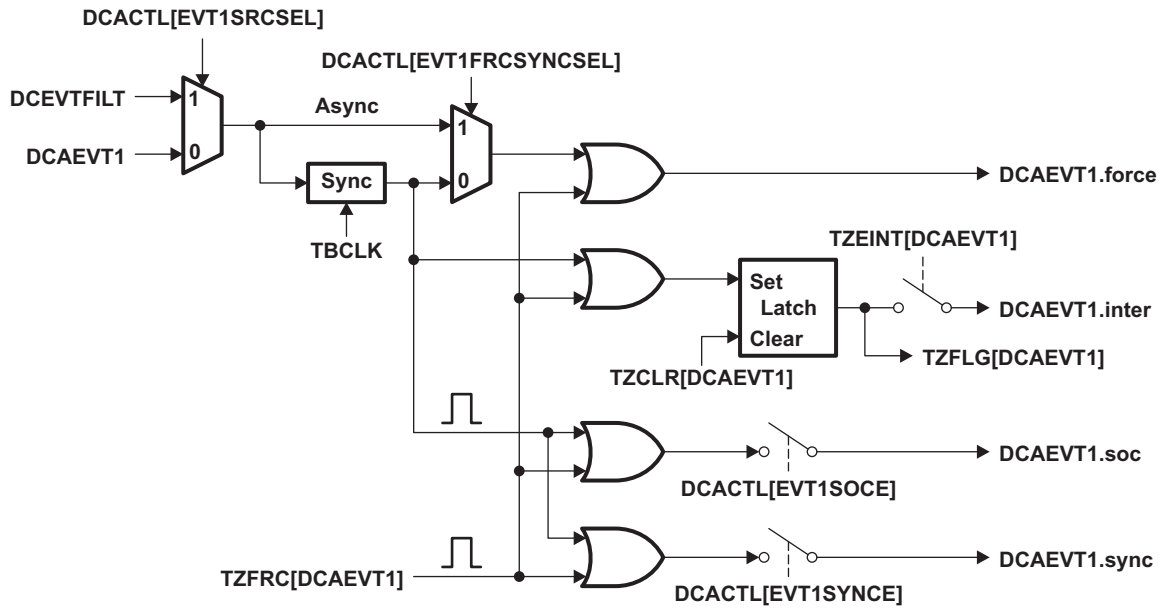 DCACTL[EVT1SRCSEL]
DCACTL[EVT1FRCSYNCSEL]
DCEVTFILT
1
Async
1
DCAEVT1
0
Sync
0
TBCLK
DCAEVT1.force
TZEINT[DCAEVT1]
Set
Latch
Clear
DCAEVT1.inter
TZCLR[DCAEVT1]
TZFLG[DCAEVT1]
DCAEVT1.soc
DCACTL[EVT1SOCE]
DCAEVT1.sync
TZFRC[DCAEVT1]
DCACTL[EVT1SYNCE]